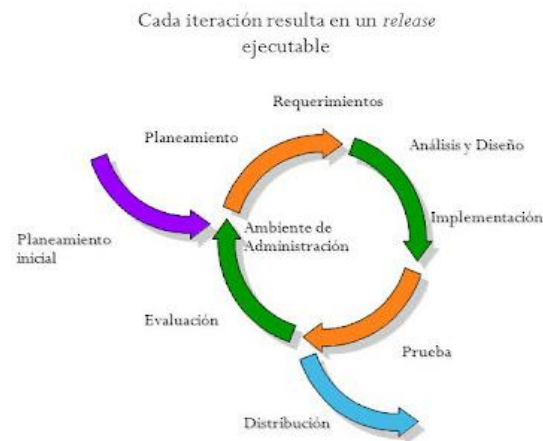 Cada iteración resulta en un release
ejecutable
Requerimientos
Planeamiento
Análisis y Diseño
Implementación
Ambiente de
Administración
Planeamiento
inicial
Evaluación
Prueba
Distribución